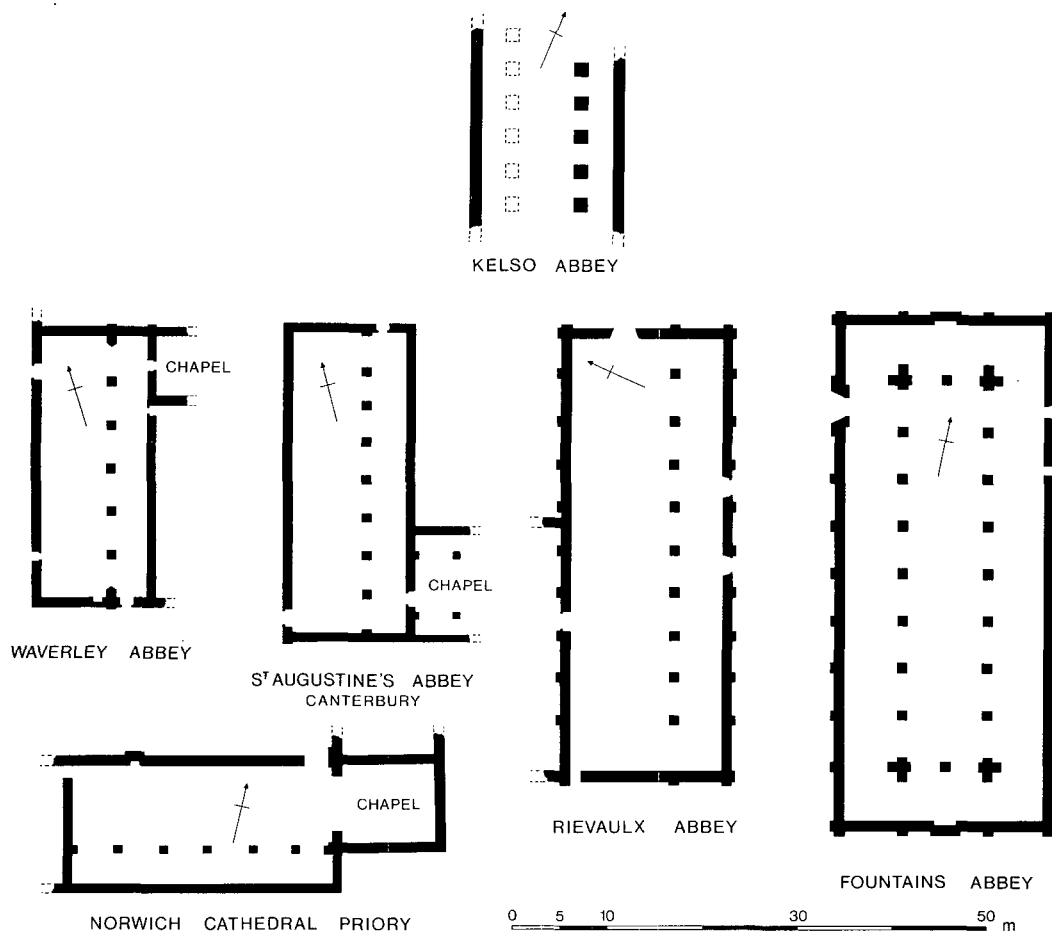 KELSO ABBEY
CHAPEL
WAVERLEY ABBEY
CHAPEL
Sᵀ AUGUSTINE'S ABBEY
CANTERBURY
RIEVAULX ABBEY
FOUNTAINS ABBEY
CHAPEL
NORWICH CATHEDRAL PRIORY
0 5 10 30 50 m